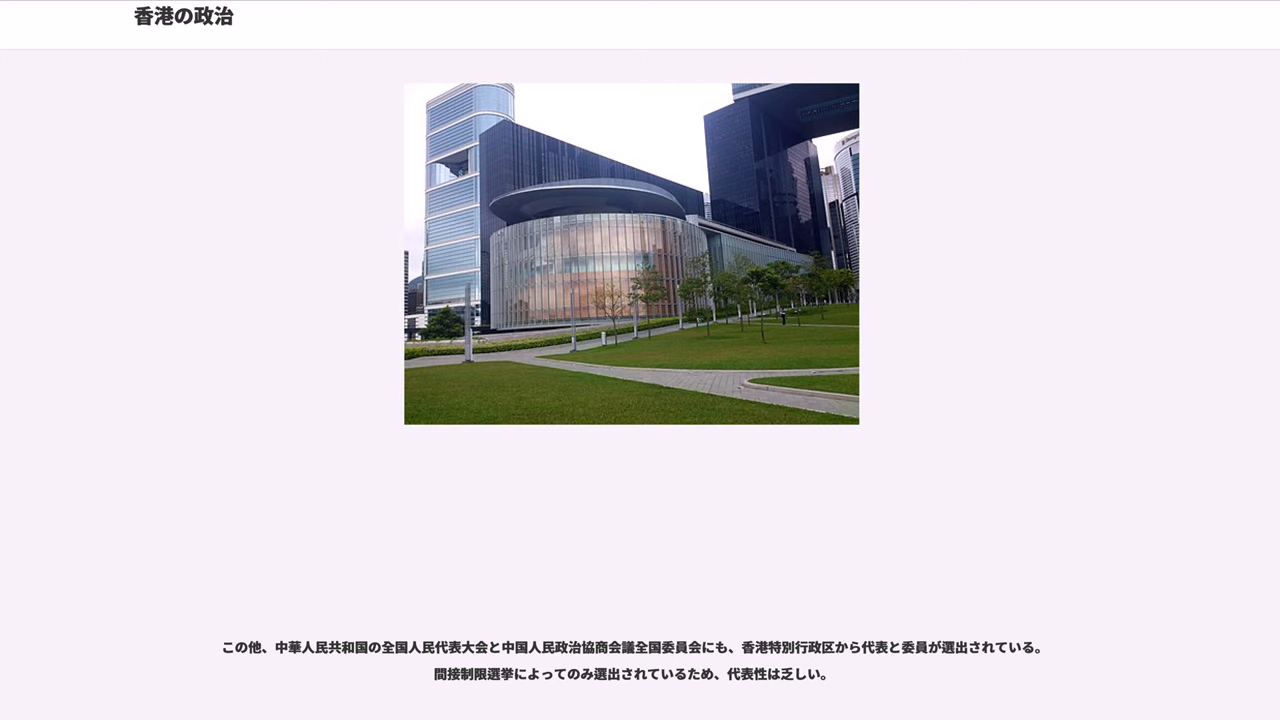 香港の政治
この他、中華人民共和国の全国人民代表大会と中国人民政治協商会議全国委員会にも、香港特別行政区から代表と委員が選出されている。
間接制限選挙によってのみ選出されているため、代表性は乏しい。